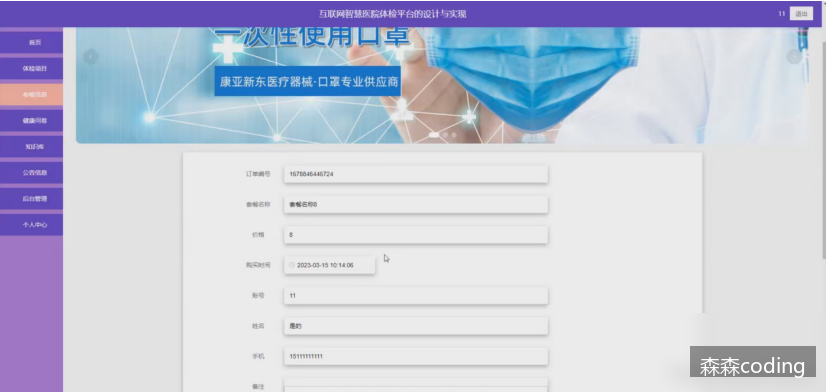 互联网智慧医院体检平台的设计与实现
11 退出
首页
体检项目
套餐信息
健康问卷
知识库
公告信息
后台管理
个人中心
一次性使用口罩
康亚新东医疗器械·口罩专业供应商
订单编号 1678846446724
套餐名称 套餐名称8
价格 8
购买时间 2023-03-15 10:14:06
账号 11
姓名 是的
手机 15111111111
备注
森森coding